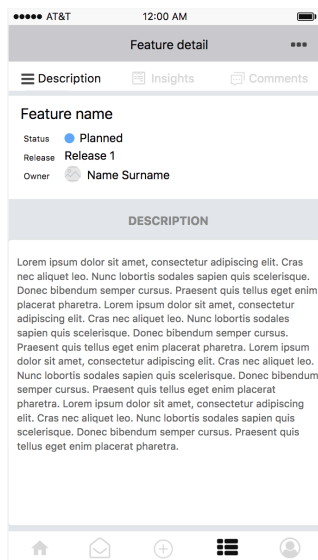 AT&T 12:00 AM
Feature detail
Description Insights Comments
Feature name
Status Planned
Release Release 1
Owner Name Surname
DESCRIPTION
Lorem ipsum dolor sit amet, consectetur adipiscing elit. Cras
nec aliquet leo. Nunc lobortis sodales sapien quis scelerisque.
Donec bibendum semper cursus. Praesent quis tellus eget enim
placerat pharetra. Lorem ipsum dolor sit amet, consectetur
adipiscing elit. Cras nec aliquet leo. Nunc lobortis sodales
sapien quis scelerisque. Donec bibendum semper cursus.
Praesent quis tellus eget enim placerat pharetra. Lorem ipsum
dolor sit amet, consectetur adipiscing elit. Cras nec aliquet leo.
Nunc lobortis sodales sapien quis scelerisque. Donec bibendum
semper cursus. Praesent quis tellus eget enim placerat
pharetra. Lorem ipsum dolor sit amet, consectetur adipiscing
elit. Cras nec aliquet leo. Nunc lobortis sodales sapien quis
scelerisque. Donec bibendum semper cursus. Praesent quis
tellus eget enim placerat pharetra.